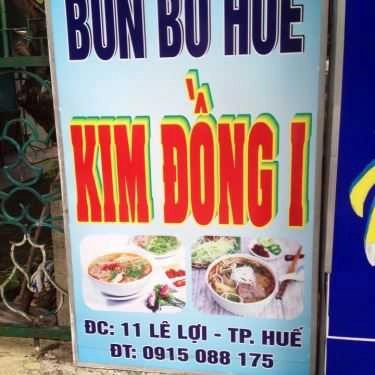 BÚN BÒ HUẾ
KIM ĐỒNG I
ĐC: 11 LÊ LỢI - TP. HUẾ
ĐT: 0915 088 175